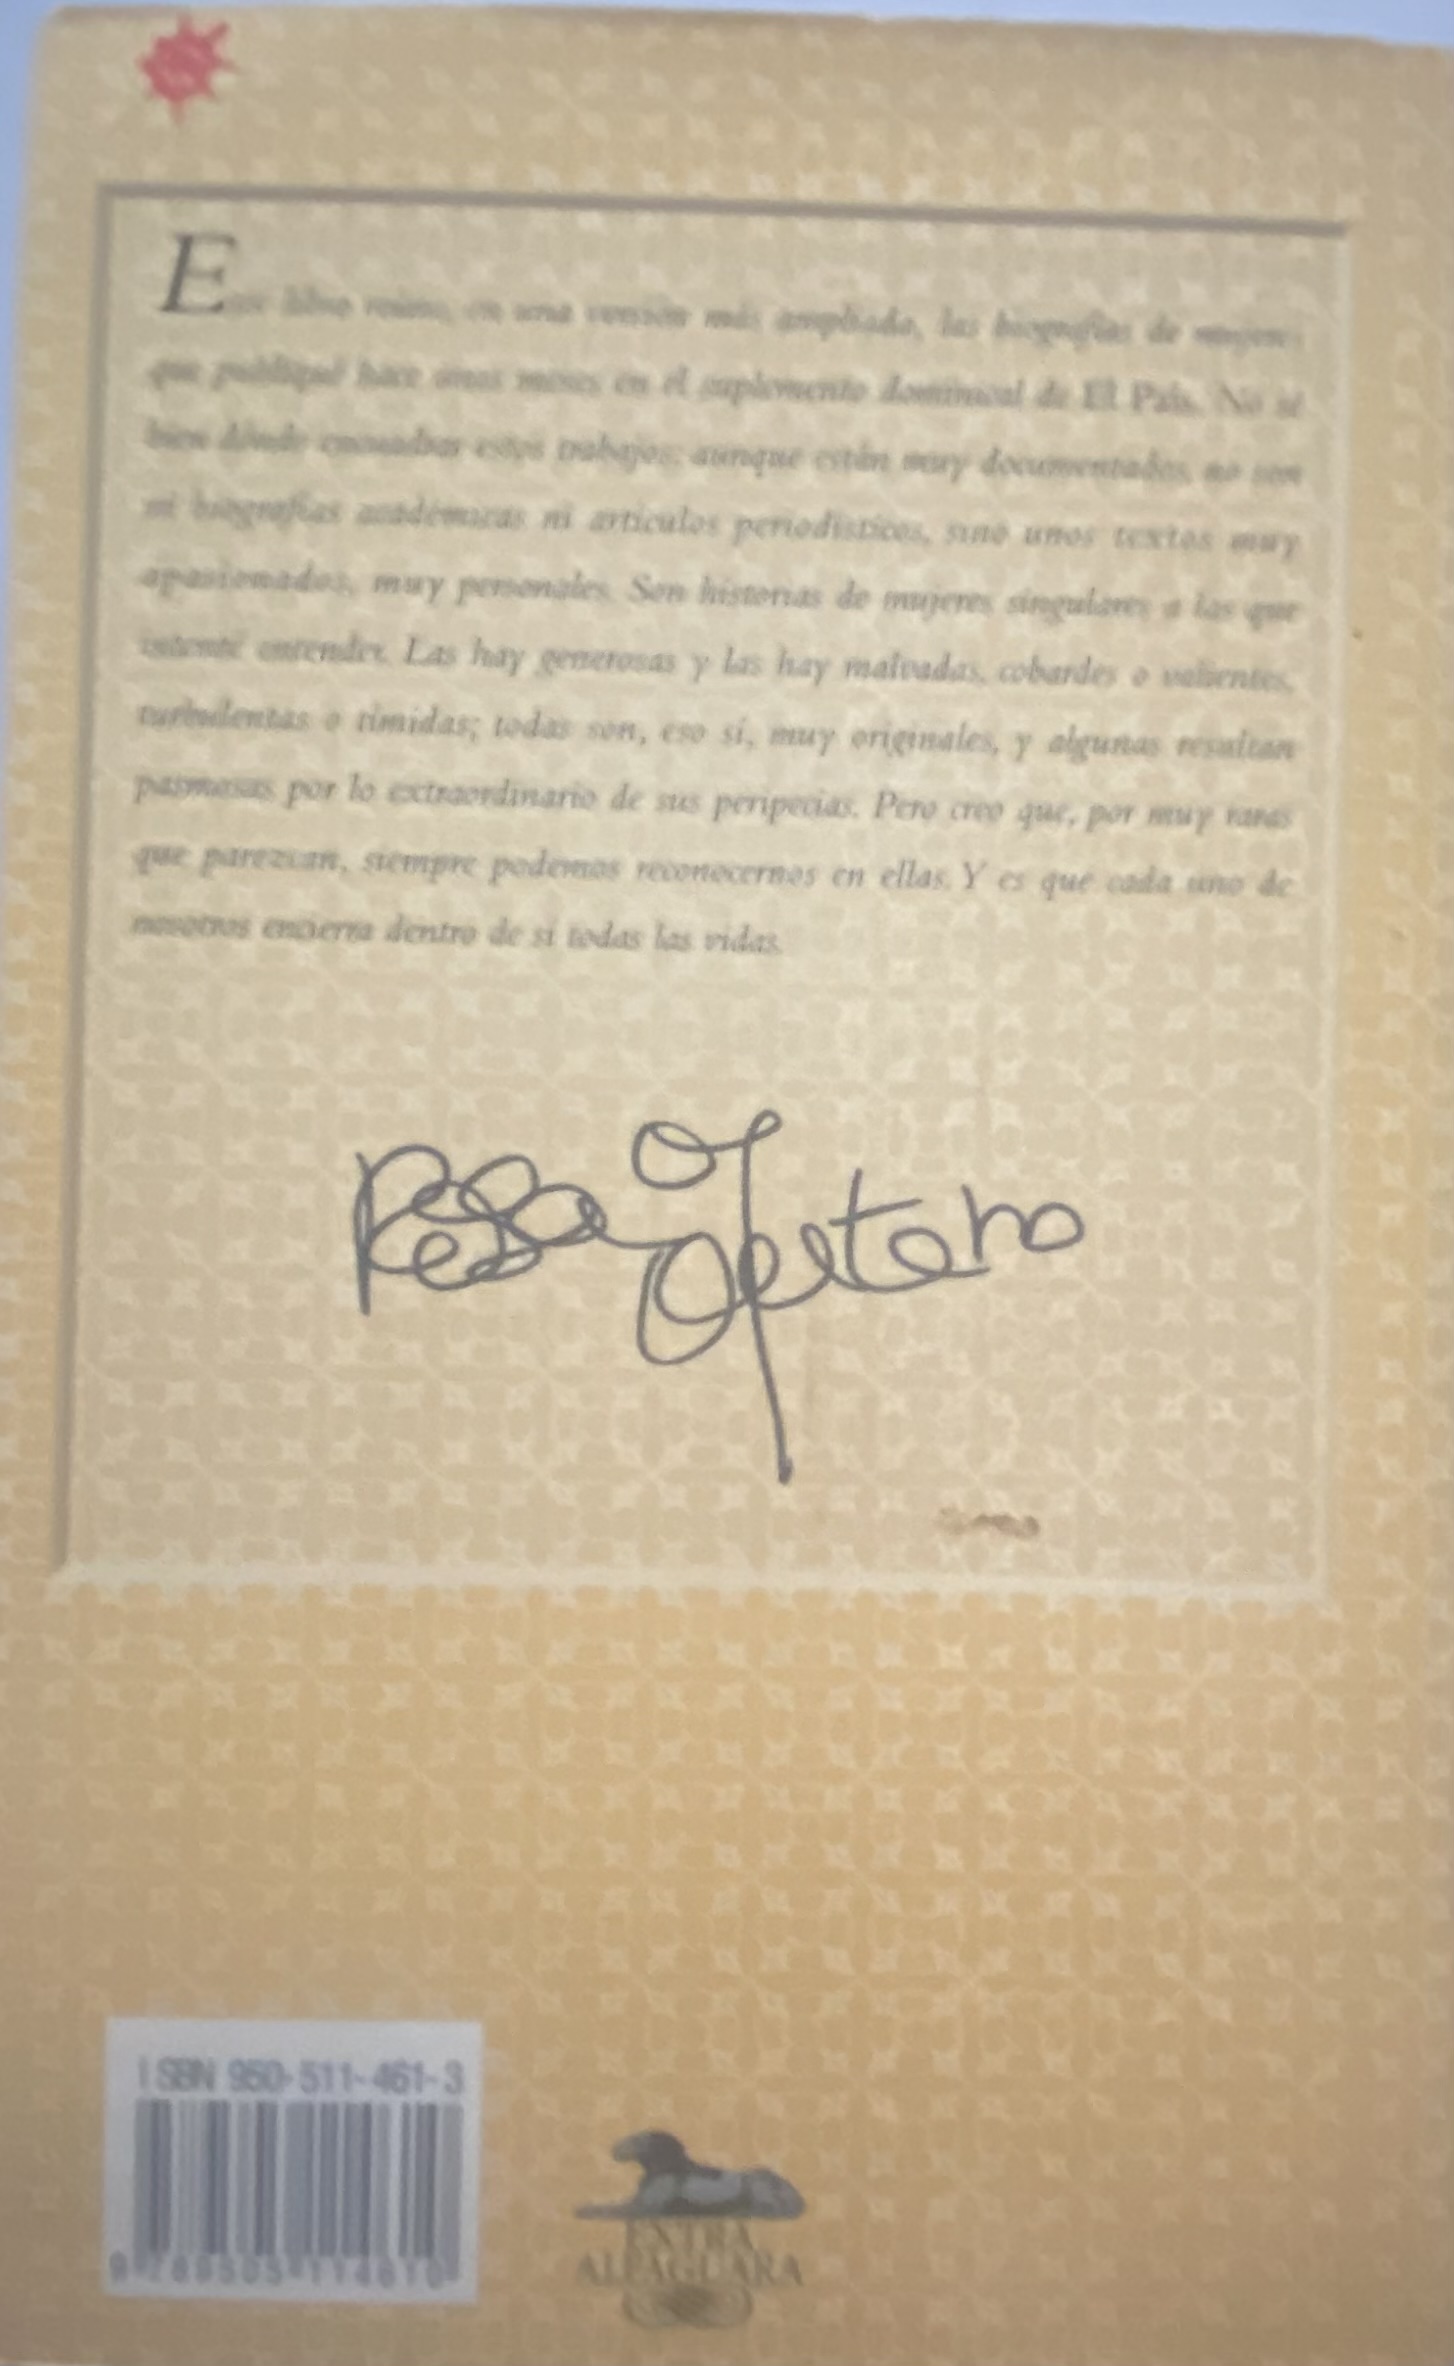 Este libro reúne, en una versión más ampliada, las biografías de mujeres
que publiqué hace unos meses en el suplemento dominical de El País. No sé
bien dónde encuadrar estos trabajos: aunque están muy documentados, no son
ni biografías académicas ni artículos periodísticos, sino unos textos muy
apasionados, muy personales. Son historias de mujeres singulares a las que
intenté entender. Las hay generosas y las hay malvadas, cobardes o valientes,
turbulentas o tímidas; todas son, eso sí, muy originales, y algunas resultan
pasmosas por lo extraordinario de sus peripecias. Pero creo que, por muy raras
que parezcan, siempre podemos reconocernos en ellas. Y es que cada uno de
nosotros encierra dentro de sí todas las vidas.
Rosa
ISBN 950-511-461-3
9 789505 114610
EXTRA
ALFAGUARA